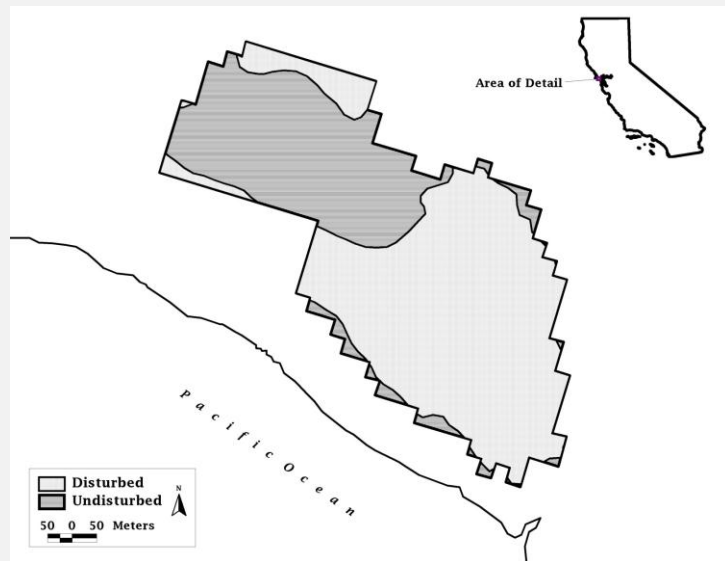 Area of Detail
Pacific Ocean
Disturbed
Undisturbed
N
50 0 50 Meters